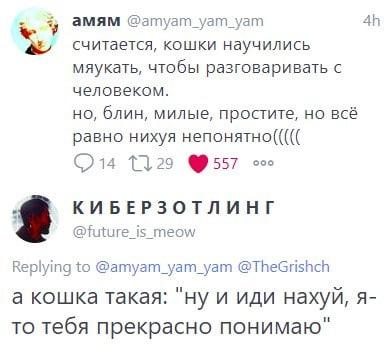 амям @amyam_yam_yam 4h
считается, кошки научились
мяукать, чтобы разговаривать с
человеком.
но, блин, милые, простите, но всё
равно нихуя непонятно(((((
14 29 557
КИБЕРЗОТЛИНГ
@future_is_meow
Replying to @amyam_yam_yam @TheGrishch
а кошка такая: "ну и иди нахуй, я-
то тебя прекрасно понимаю"